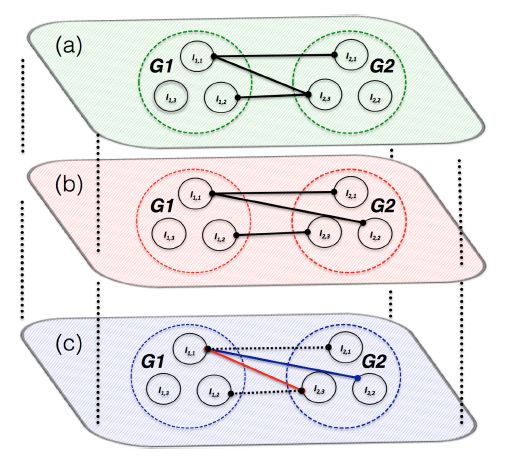 (a)
G1
I1,1
I1,3
I1,2
I2,1
G2
I2,3
I2,2
(b)
G1
I1,1
I1,3
I1,2
I2,1
G2
I2,3
I2,2
(c)
G1
I1,1
I1,3
I1,2
I2,1
G2
I2,3
I2,2